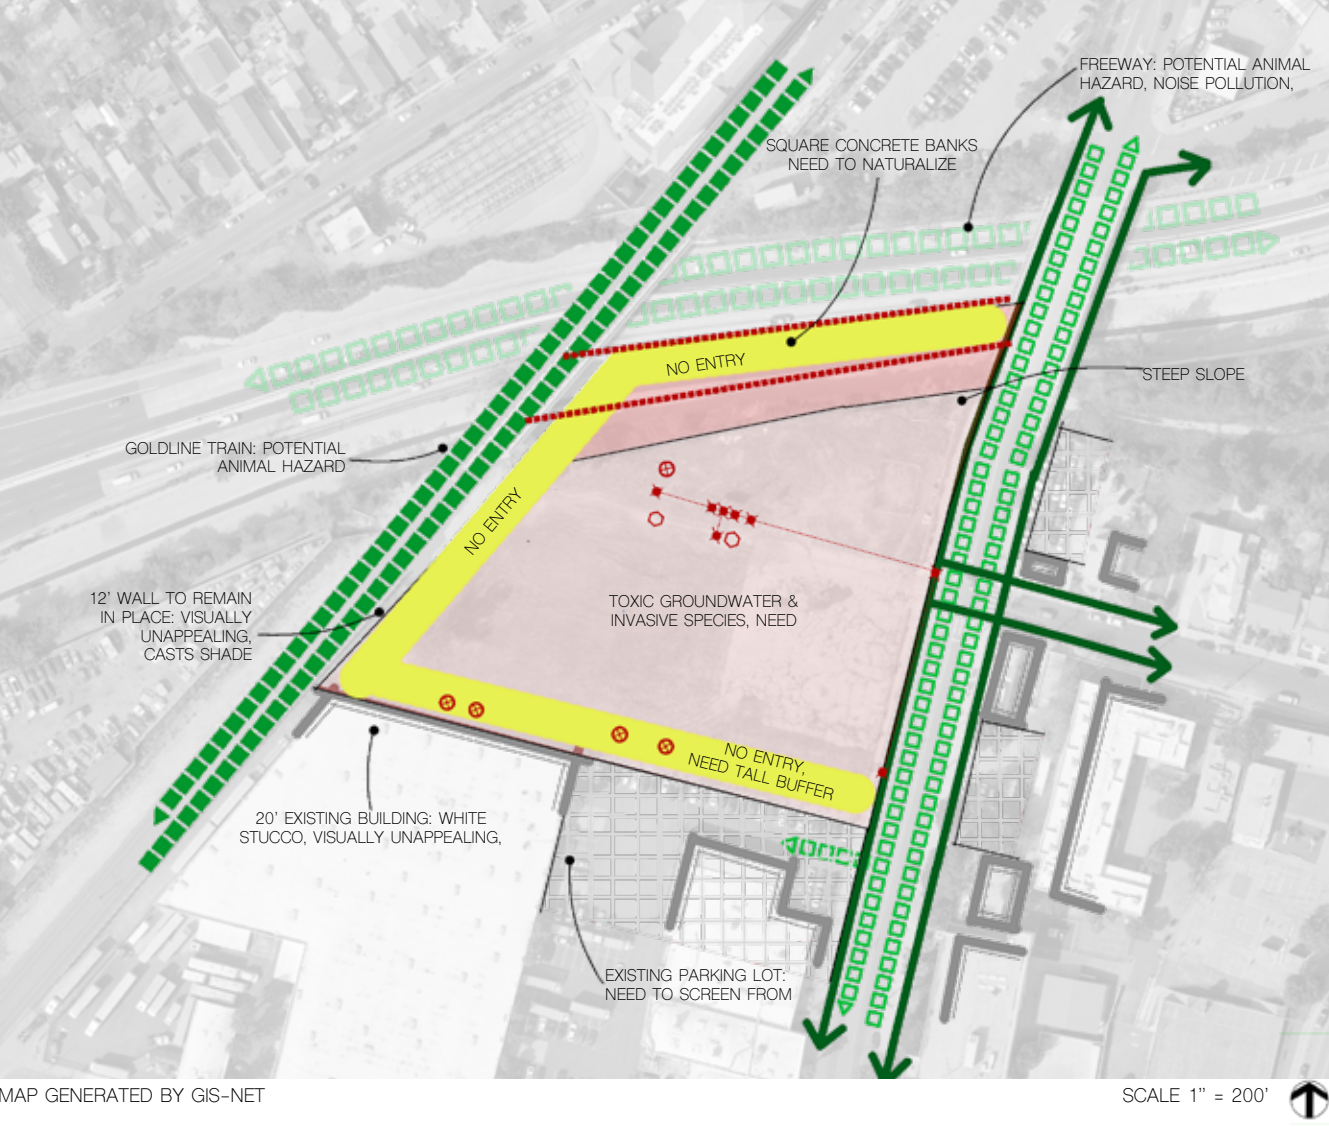 FREEWAY: POTENTIAL ANIMAL
HAZARD, NOISE POLLUTION,
SQUARE CONCRETE BANKS
NEED TO NATURALIZE
NO ENTRY
STEEP SLOPE
GOLDLINE TRAIN: POTENTIAL
ANIMAL HAZARD
NO ENTRY
12' WALL TO REMAIN
IN PLACE: VISUALLY
UNAPPEALING,
CASTS SHADE
TOXIC GROUNDWATER &
INVASIVE SPECIES, NEED
NO ENTRY,
NEED TALL BUFFER
20' EXISTING BUILDING: WHITE
STUCCO, VISUALLY UNAPPEALING,
EXISTING PARKING LOT:
NEED TO SCREEN FROM
MAP GENERATED BY GIS-NET
SCALE 1" = 200'